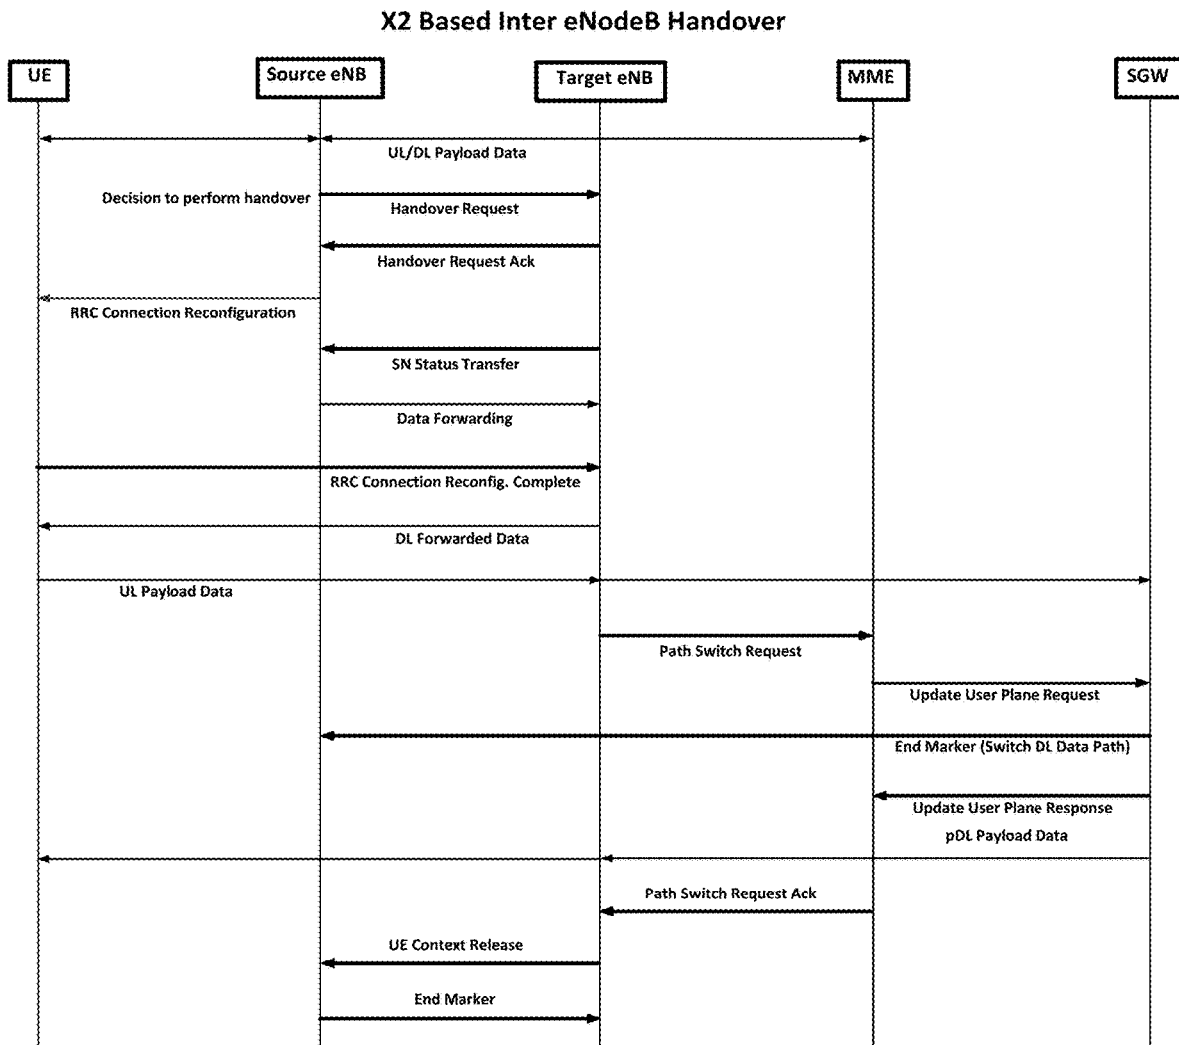 X2 Based Inter eNodeB Handover
UE
Source eNB
Target eNB
MME
SGW
UL/DL Payload Data
Decision to perform handover
Handover Request
Handover Request Ack
RRC Connection Reconfiguration
SN Status Transfer
Data Forwarding
RRC Connection Reconfig. Complete
DL Forwarded Data
UL Payload Data
Path Switch Request
Update User Plane Request
End Marker (Switch DL Data Path)
Update User Plane Response
pDL Payload Data
Path Switch Request Ack
UE Context Release
End Marker